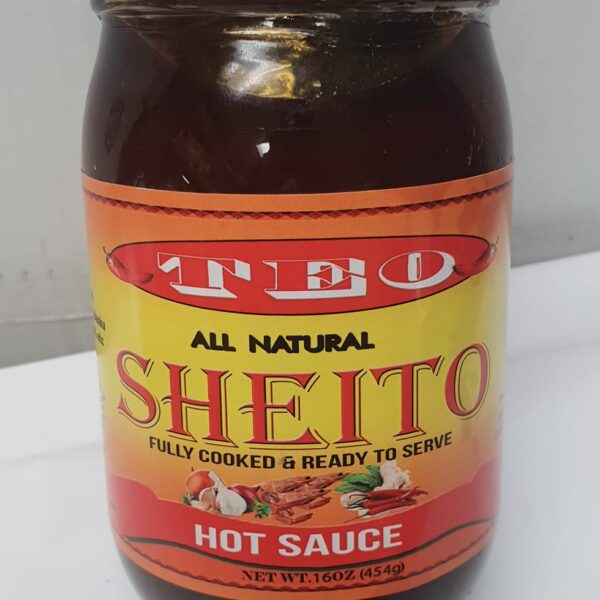 TEO
ALL NATURAL
SHEITO
FULLY COOKED & READY TO SERVE
HOT SAUCE
NET WT.16OZ (454g)